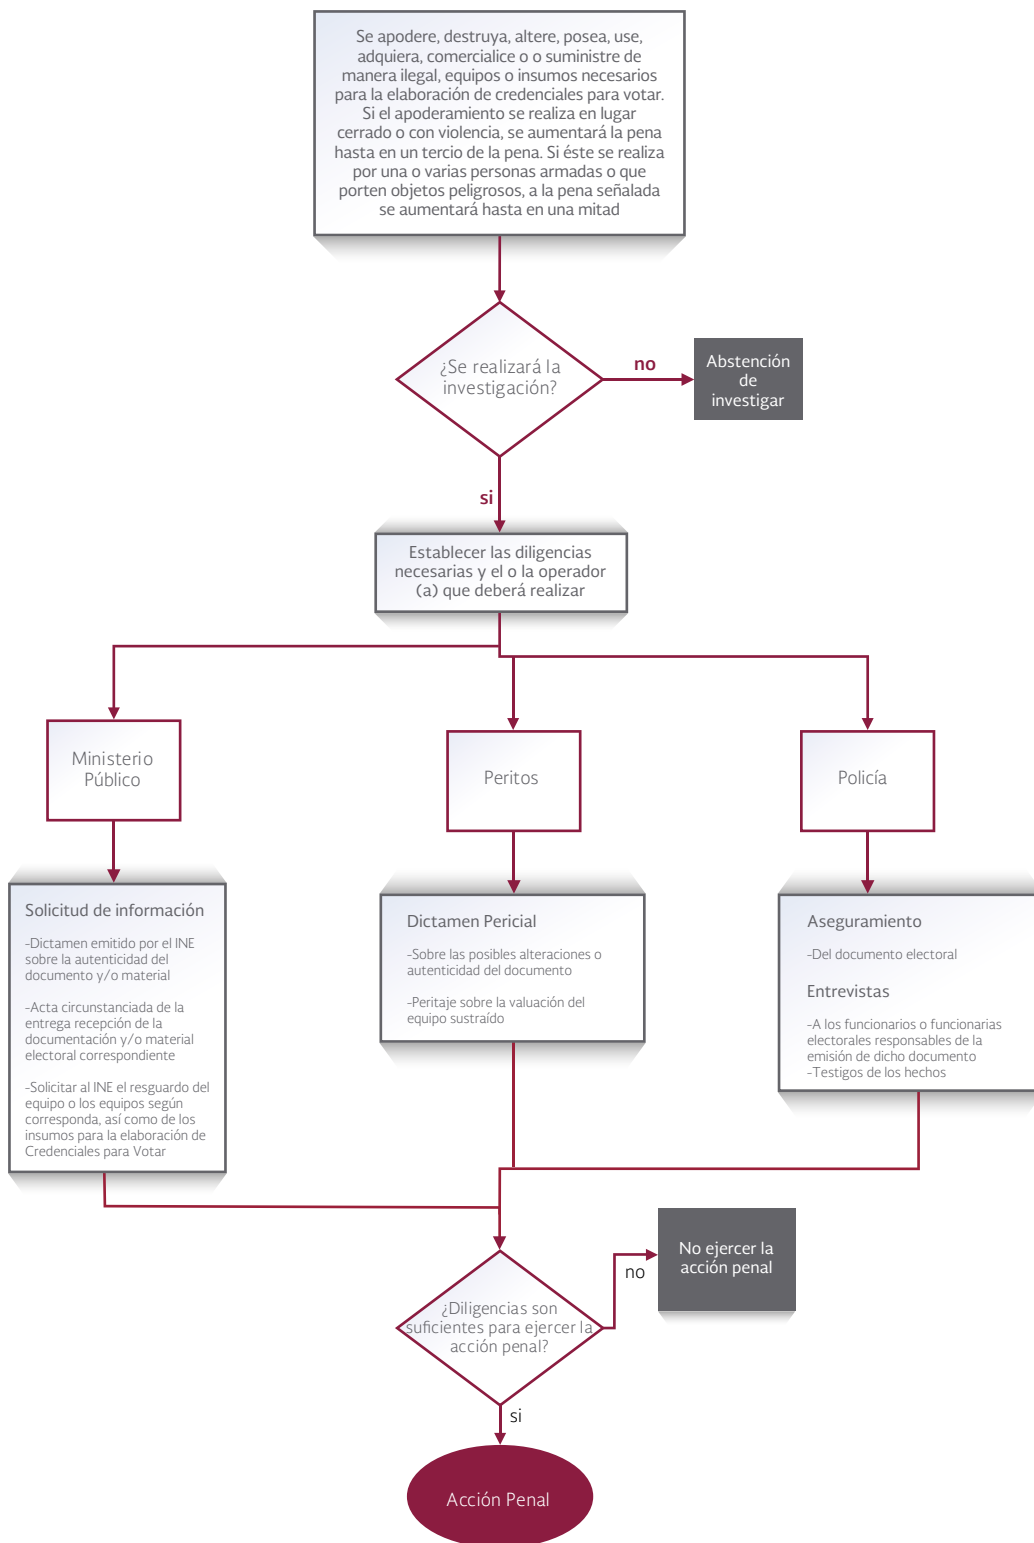 Se apodere, destruya, altere, posea, use,
adquiera, comercialice o o suministre de
manera ilegal, equipos o insumos necesarios
para la elaboración de credenciales para votar.
Si el apoderamiento se realiza en lugar
cerrado o con violencia, se aumentará la pena
hasta en un tercio de la pena. Si éste se realiza
por una o varias personas armadas o que
porten objetos peligrosos, a la pena señalada
se aumentará hasta en una mitad
¿Se realizará la
investigación?
no
Abstención
de
investigar
si
Establecer las diligencias
necesarias y el o la operador
(a) que deberá realizar
Ministerio
Público
Peritos
Policía
Solicitud de información
-Dictamen emitido por el INE
sobre la autenticidad del
documento y/o material
-Acta circunstanciada de la
entrega recepción de la
documentación y/o material
electoral correspondiente
-Solicitar al INE el resguardo del
equipo o los equipos según
corresponda, así como de los
insumos para la elaboración de
Credenciales para Votar
Dictamen Pericial
-Sobre las posibles alteraciones o
autenticidad del documento
-Peritaje sobre la valuación del
equipo sustraído
Aseguramiento
-Del documento electoral
Entrevistas
-A los funcionarios o funcionarias
electorales responsables de la
emisión de dicho documento
-Testigos de los hechos
¿Diligencias son
suficientes para ejercer la
acción penal?
no
No ejercer la
acción penal
si
Acción Penal